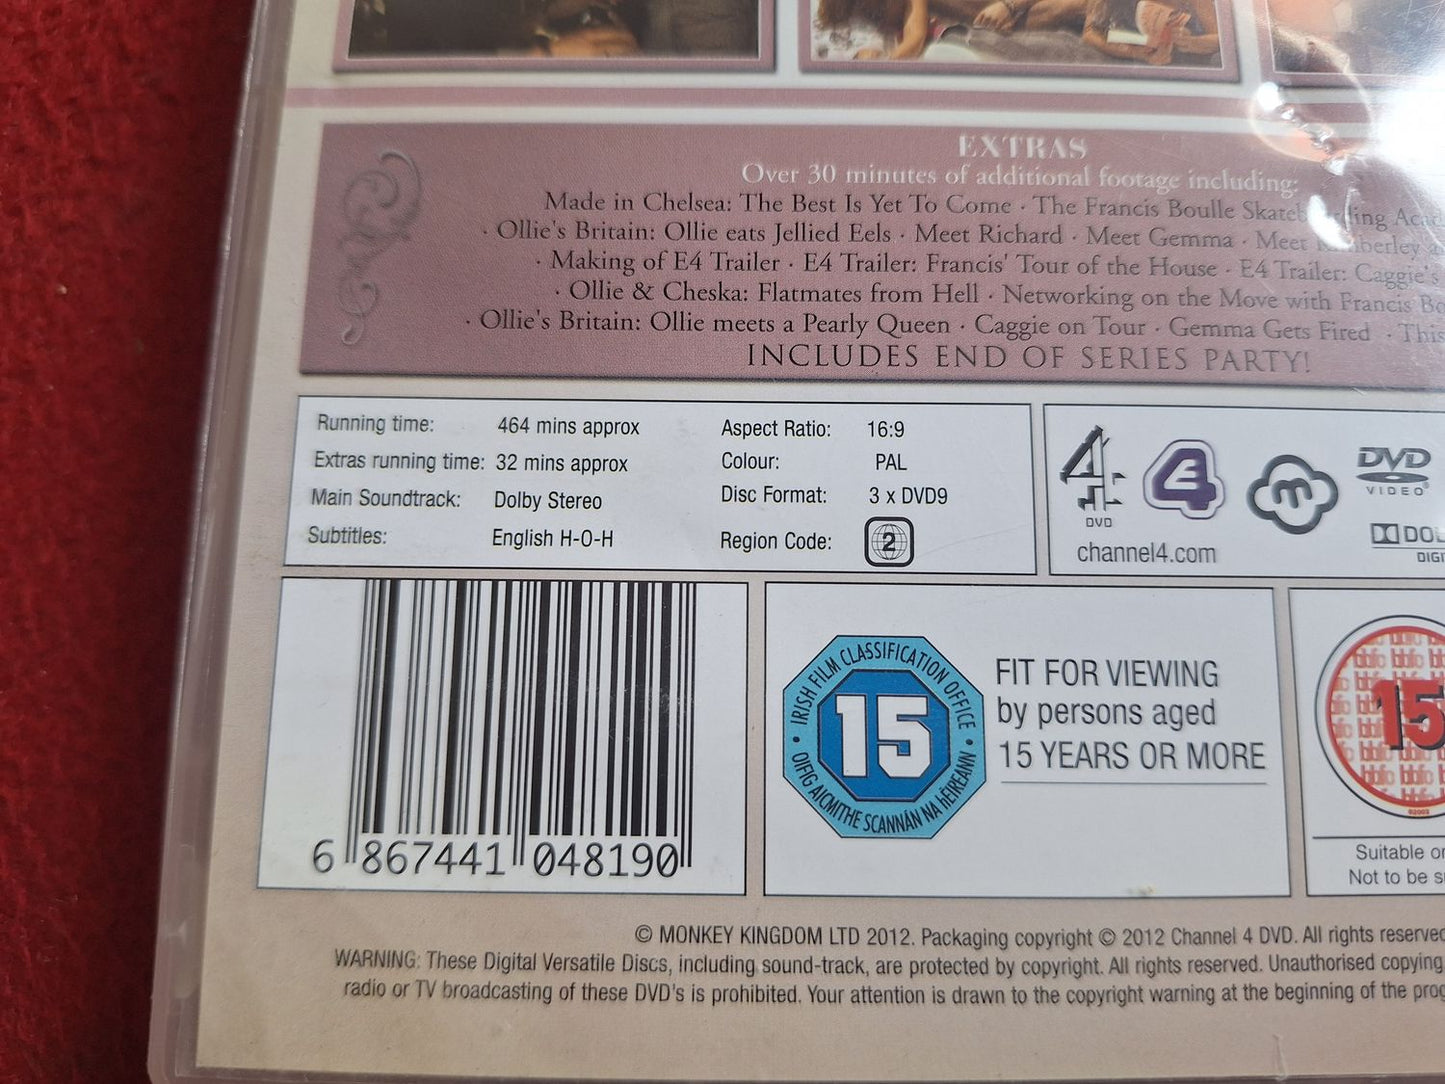 EXTRAS
Over 30 minutes of additional footage including:
Made in Chelsea: The Best Is Yet To Come · The Francis Boulle
· Ollie's Britain: Ollie eats Jellied Eels · Meet Richard · Meet Gemma · Meet
· Making of E4 Trailer · E4 Trailer: Francis' Tour of the House · E4 Trailer: Caggie's
· Ollie & Cheska: Flatmates from Hell · Networking on the Move with Francis
· Ollie's Britain: Ollie meets a Pearly Queen · Caggie on Tour · Gemma Gets Fired · This
INCLUDES END OF SERIES PARTY!
Running time: 464 mins approx
Extras running time: 32 mins approx
Main Soundtrack: Dolby Stereo
Subtitles: English H-O-H
Aspect Ratio: 16:9
Colour: PAL
Disc Format: 3 x DVD9
Region Code: 2
4
DVD
channel4.com
4
m
DVD
VIDEO
6 867441 048190
IRISH FILM CLASSIFICATION OFFICE
15
OIFIG AICMITHE SCANNÁN NA hÉIREANN
FIT FOR VIEWING
by persons aged
15 YEARS OR MORE
bbfc
15
Suitable
Not to be
© MONKEY KINGDOM LTD 2012. Packaging copyright © 2012 Channel 4 DVD. All rights reserved
WARNING: These Digital Versatile Discs, including sound-track, are protected by copyright. All rights reserved. Unauthorised copying
radio or TV broadcasting of these DVD's is prohibited. Your attention is drawn to the copyright warning at the beginning of the